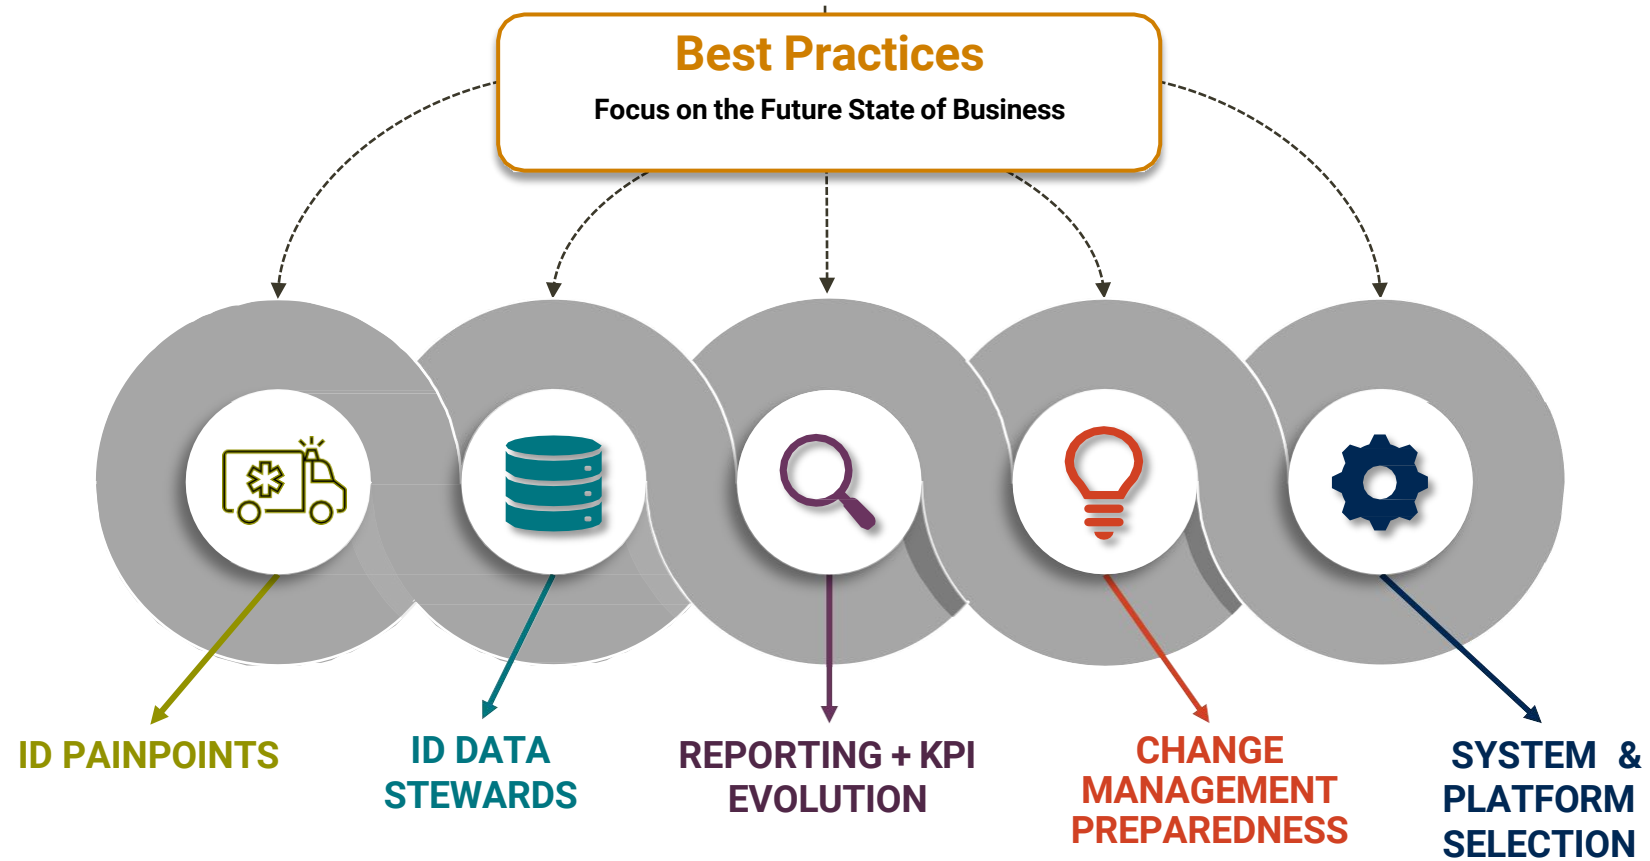 Best Practices
Focus on the Future State of Business
ID PAINPOINTS
ID DATA
STEWARDS
REPORTING + KPI
EVOLUTION
CHANGE
MANAGEMENT
PREPAREDNESS
SYSTEM &
PLATFORM
SELECTION